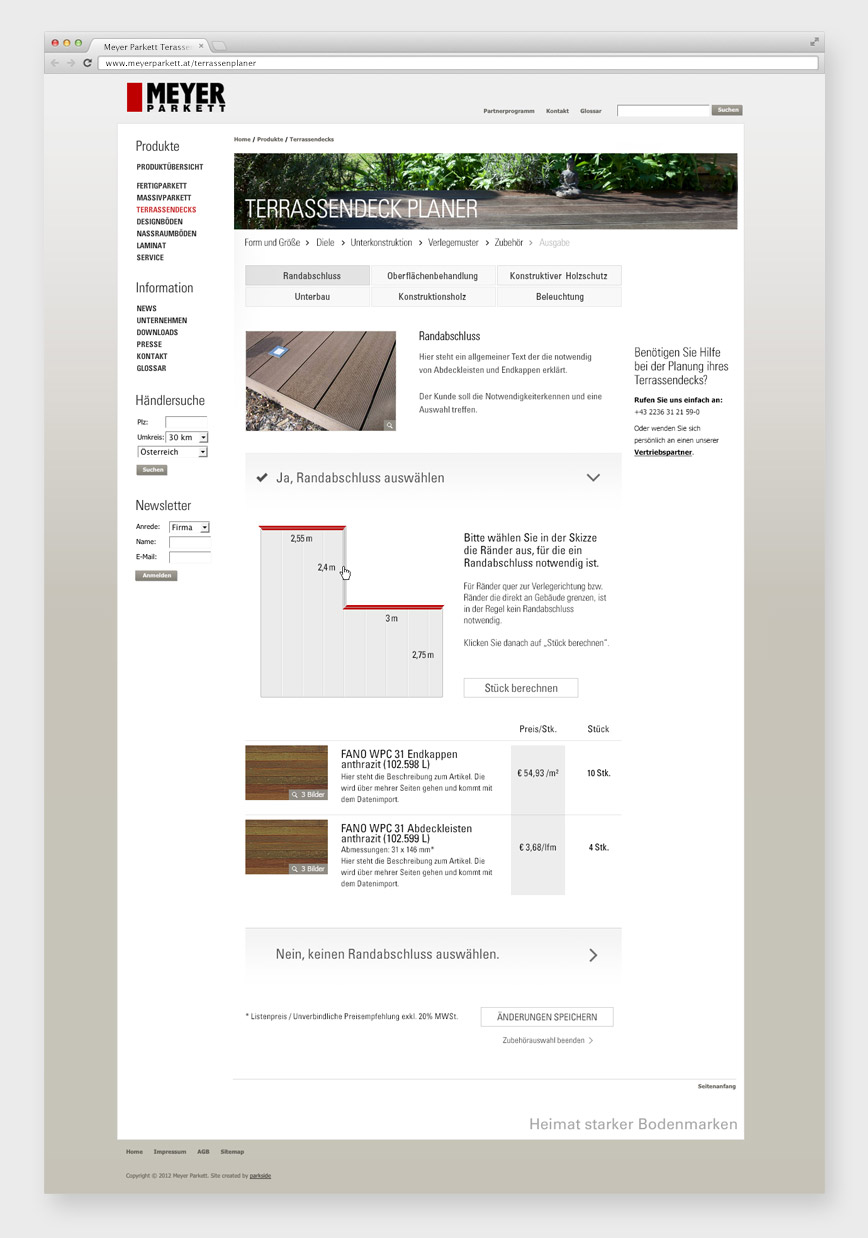 Meyer Parkett Terassen
www.meyerparkett.at/terrassenplaner
MEYER
PARKETT
Partnerprogramm Kontakt Glossar Suchen
Home / Produkte / Terrassendecks
Produkte
PRODUKTÜBERSICHT
FERTIGPARKETT
MASSIVPARKETT
TERRASSENDECKS
DESIGNBÖDEN
NASSRAUMBÖDEN
LAMINAT
SERVICE
Information
NEWS
UNTERNEHMEN
DOWNLOADS
PRESSE
KONTAKT
GLOSSAR
Händlersuche
Plz:
Umkreis: 30 km
Österreich
Suchen
Newsletter
Anrede: Firma
Name:
E-Mail:
Anmelden
TERRASSENDECK PLANER
Form und Größe > Diele > Unterkonstruktion > Verlegemuster > Zubehör > Ausgabe
Randabschluss Oberflächenbehandlung Konstruktiver Holzschutz
Unterbau Konstruktionsholz Beleuchtung
Randabschluss
Hier steht ein allgemeiner Text der die notwendig
von Abdeckleisten und Endkappen erklärt.
Der Kunde soll die Notwendigkeiterkennen und eine
Auswahl treffen.
Benötigen Sie Hilfe
bei der Planung ihres
Terrassendecks?
Rufen Sie uns einfach an:
+43 2236 31 21 59-0
Oder wenden Sie sich
persönlich an einen unserer
Vertriebspartner.
Ja, Randabschluss auswählen
2,55 m
2,4 m
3 m
2,75 m
Bitte wählen Sie in der Skizze
die Ränder aus, für die ein
Randabschluss notwendig ist.
Für Ränder quer zur Verlegerichtung bzw.
Ränder die direkt an Gebäude grenzen, ist
in der Regel kein Randabschluss
notwendig.
Klicken Sie danach auf „Stück berechnen“.
Stück berechnen
Preis/Stk. Stück
FANO WPC 31 Endkappen
anthrazit (102.598 L)
Hier steht die Beschreibung zum Artikel. Die
wird über mehrer Seiten gehen und kommt mit
dem Datenimport.
3 Bilder
€ 54,93 /m² 10 Stk.
FANO WPC 31 Abdeckleisten
anthrazit (102.599 L)
Abmessungen: 31 x 146 mm*
Hier steht die Beschreibung zum Artikel. Die
wird über mehrer Seiten gehen und kommt mit
dem Datenimport.
3 Bilder
€ 3,68/lfm 4 Stk.
Nein, keinen Randabschluss auswählen.
* Listenpreis / Unverbindliche Preisempfehlung exkl. 20% MWSt.
ÄNDERUNGEN SPEICHERN
Zubehörauswahl beenden >
Seitenanfang
Heimat starker Bodenmarken
Home Impressum AGB Sitemap
Copyright © 2012 Meyer Parkett. Site created by parkside